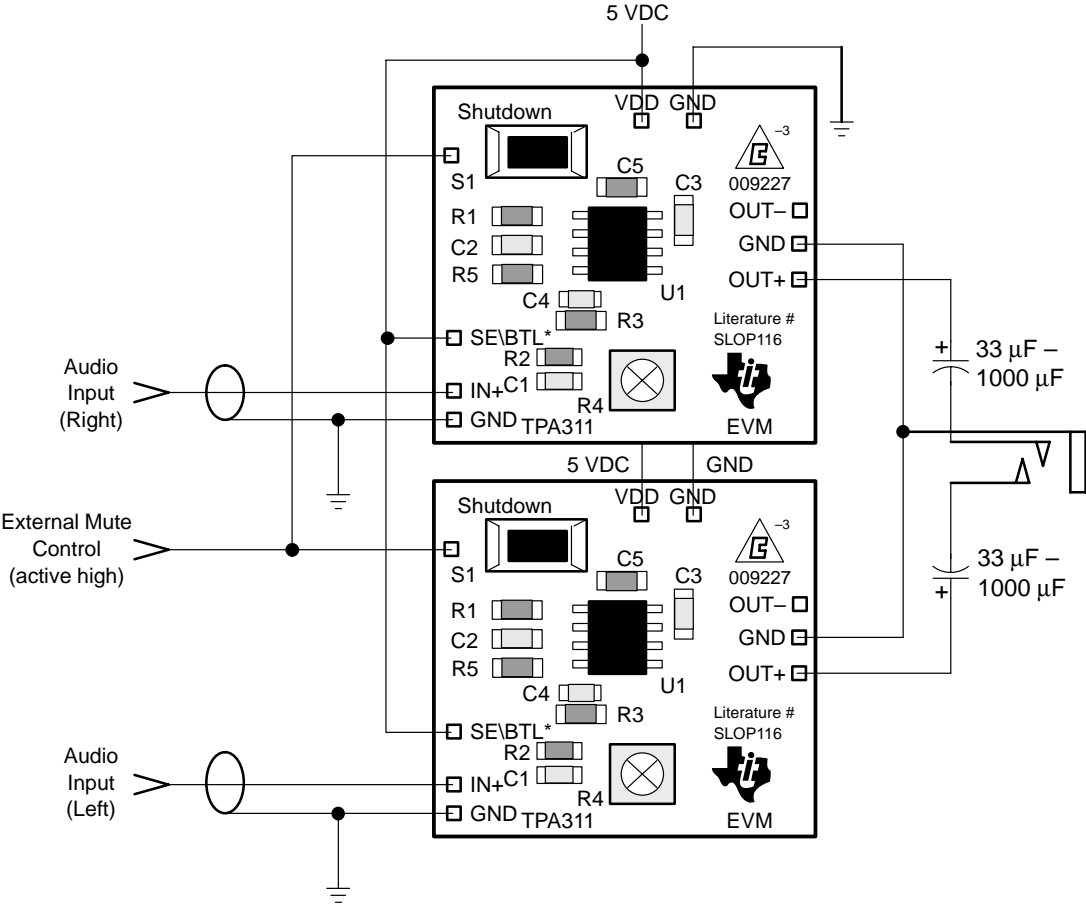 5 VDC
Shutdown
VDD GND
–3
S1
C5
C3
009227
R1
OUT–
C2
GND
R5
OUT+
U1
C4
R3
Literature #
SLOP116
SE\BTL*
R2
IN+
C1
R4
GND
TPA311
EVM
Audio
Input
(Right)
+
33 µF –
1000 µF
5 VDC
GND
Shutdown
VDD GND
–3
S1
C5
C3
009227
R1
OUT–
C2
GND
R5
OUT+
U1
C4
R3
Literature #
SLOP116
SE\BTL*
R2
IN+
C1
R4
GND
TPA311
EVM
External Mute
Control
(active high)
33 µF –
1000 µF
+
Audio
Input
(Left)